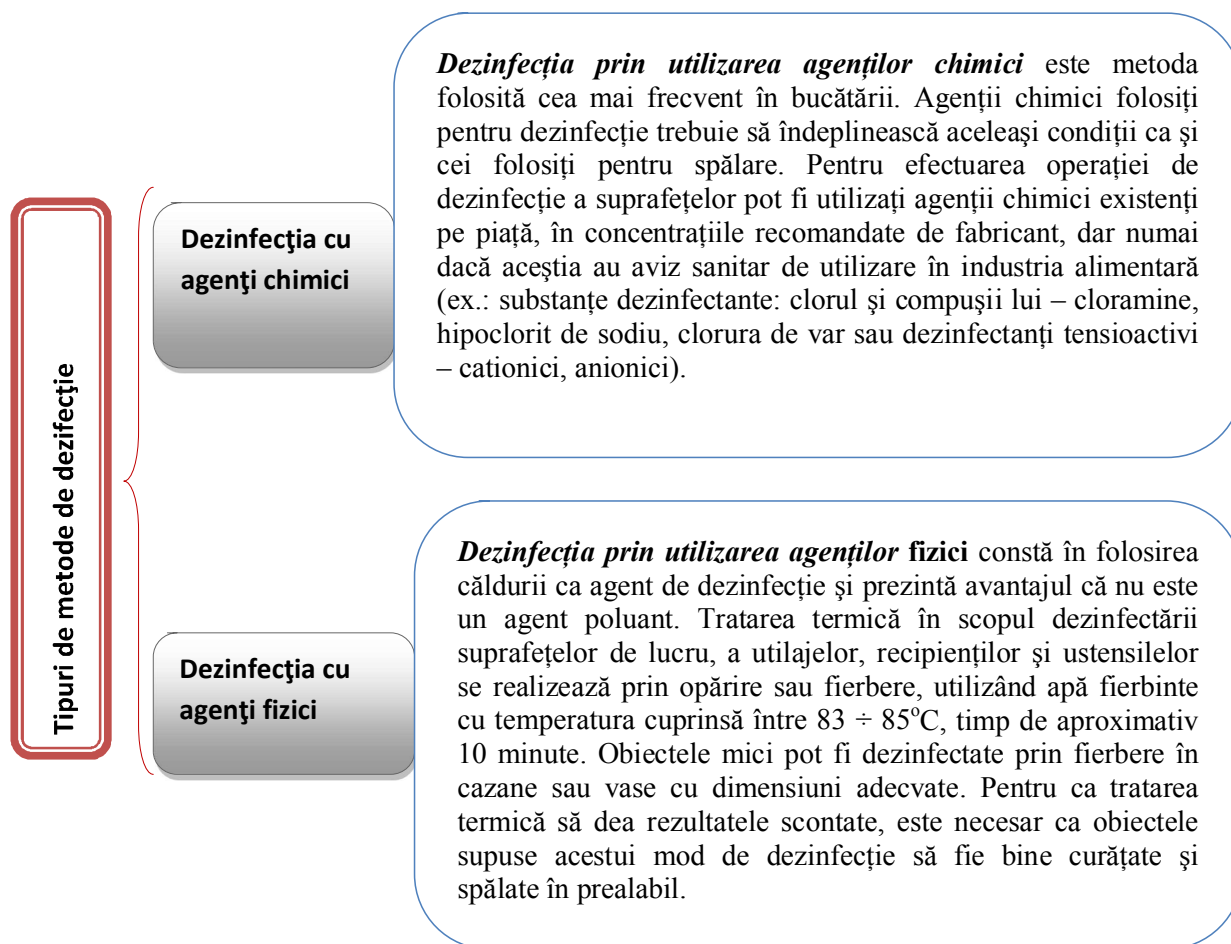 Tipuri de metode de dezifecţie
Dezinfecţia cu
agenţi chimici
Dezinfecția prin utilizarea agenților chimici este metoda
folosită cea mai frecvent în bucătării. Agenții chimici folosiți
pentru dezinfecție trebuie să îndeplinească aceleaşi condiții ca şi
cei folosiți pentru spălare. Pentru efectuarea operației de
dezinfecție a suprafețelor pot fi utilizați agenții chimici existenți
pe piață, în concentrațiile recomandate de fabricant, dar numai
dacă aceştia au aviz sanitar de utilizare în industria alimentară
(ex.: substanțe dezinfectante: clorul şi compuşii lui – cloramine,
hipoclorit de sodiu, clorura de var sau dezinfectanți tensioactivi
– cationici, anionici).
Dezinfecţia cu
agenţi fizici
Dezinfecția prin utilizarea agenților fizici constă în folosirea
căldurii ca agent de dezinfecție şi prezintă avantajul că nu este
un agent poluant. Tratarea termică în scopul dezinfectării
suprafețelor de lucru, a utilajelor, recipienților şi ustensilelor
se realizează prin opărire sau fierbere, utilizând apă fierbinte
cu temperatura cuprinsă între 83 ÷ 85°C, timp de aproximativ
10 minute. Obiectele mici pot fi dezinfectate prin fierbere în
cazane sau vase cu dimensiuni adecvate. Pentru ca tratarea
termică să dea rezultatele scontate, este necesar ca obiectele
supuse acestui mod de dezinfecție să fie bine curățate şi
spălate în prealabil.